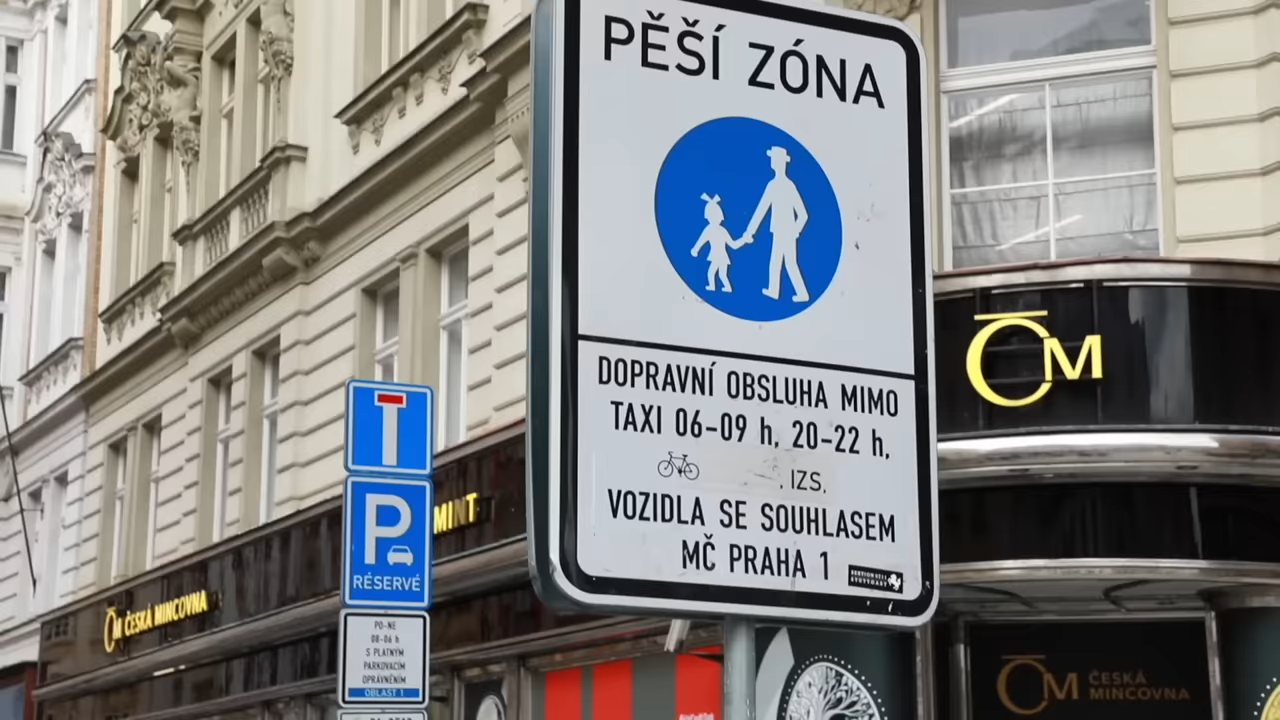 PĚŠÍ ZÓNA
DOPRAVNÍ OBSLUHA MIMO
TAXI 06-09 h, 20-22 h,
, IZS,
VOZIDLA SE SOUHLASEM
MČ PRAHA 1
P
RÉSERVÉ
PO-NE
08-06 h
S PLATNÝM
PARKOVACÍM
OPRÁVNĚNÍM
OBLAST 1
MINT
ČM ČESKÁ MINCOVNA
ČM
ČM ČESKÁ
MINCOVNA